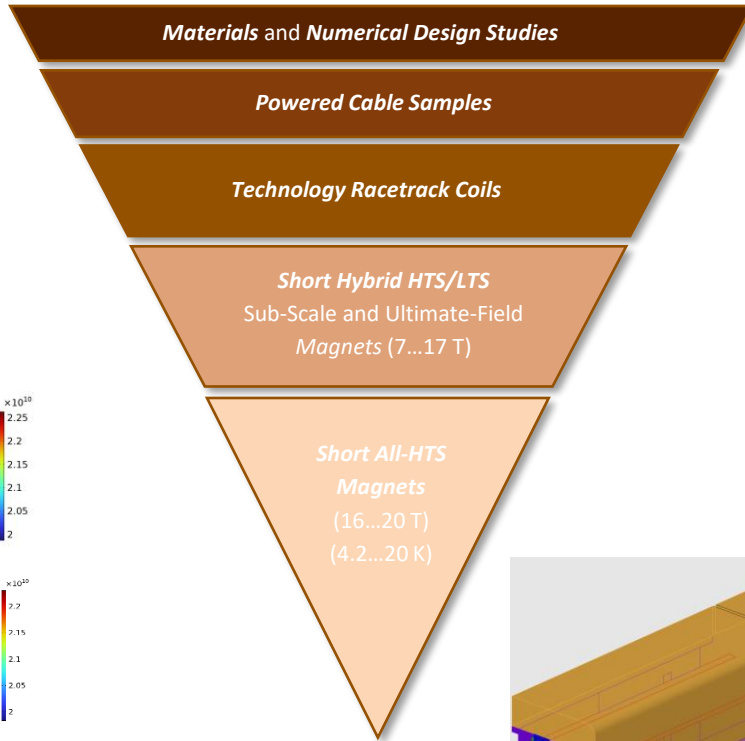 Materials and Numerical Design Studies
Powered Cable Samples
Technology Racetrack Coils
Short Hybrid HTS/LTS
Sub-Scale and Ultimate-Field
Magnets (7...17 T)
Short All-HTS
Magnets
(16...20 T)
(4.2...20 K)
×10¹⁰
2.25
2.2
2.15
2.1
2.05
2
×10¹⁰
2.2
2.15
2.1
2.05
2